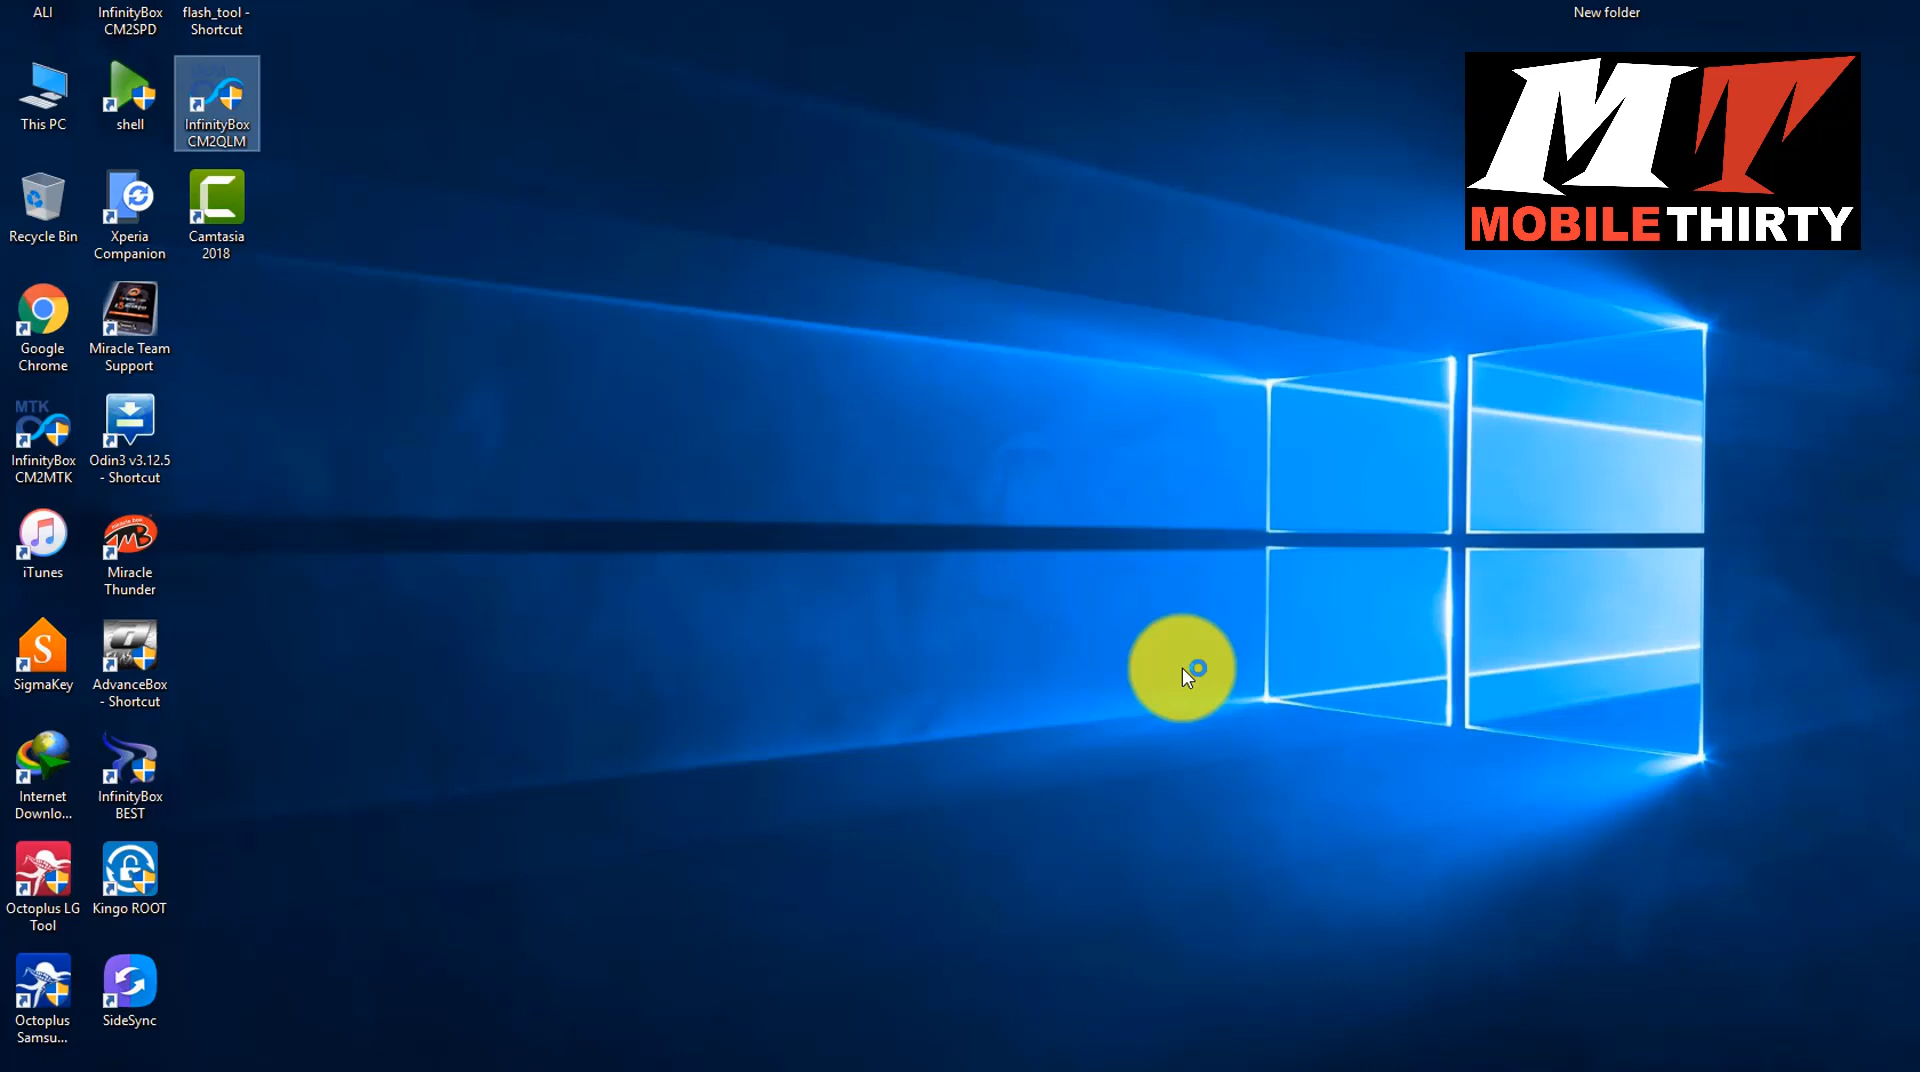 ALI
InfinityBox
CM2SPD
flash_tool -
Shortcut
New folder
This PC
shell
InfinityBox
CM2QLM
MT
MOBILE THIRTY
Recycle Bin
Xperia
Companion
Camtasia
2018
Google
Chrome
Miracle Team
Support
MTK
InfinityBox
CM2MTK
Odin3 v3.12.5
- Shortcut
iTunes
Miracle
Thunder
S
SigmaKey
AdvanceBox
- Shortcut
Internet
Downlo...
InfinityBox
BEST
Octoplus LG
Tool
Kingo ROOT
Octoplus
Samsu...
SideSync